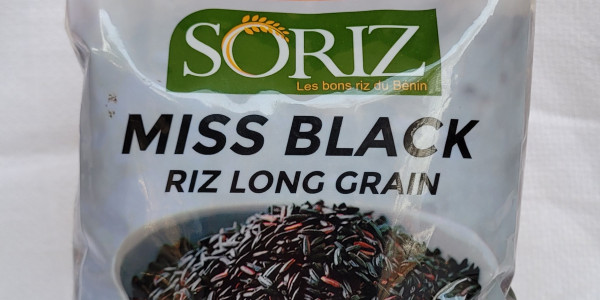 SORIZ
Les bons riz du Benin
MISS BLACK
RIZ LONG GRAIN